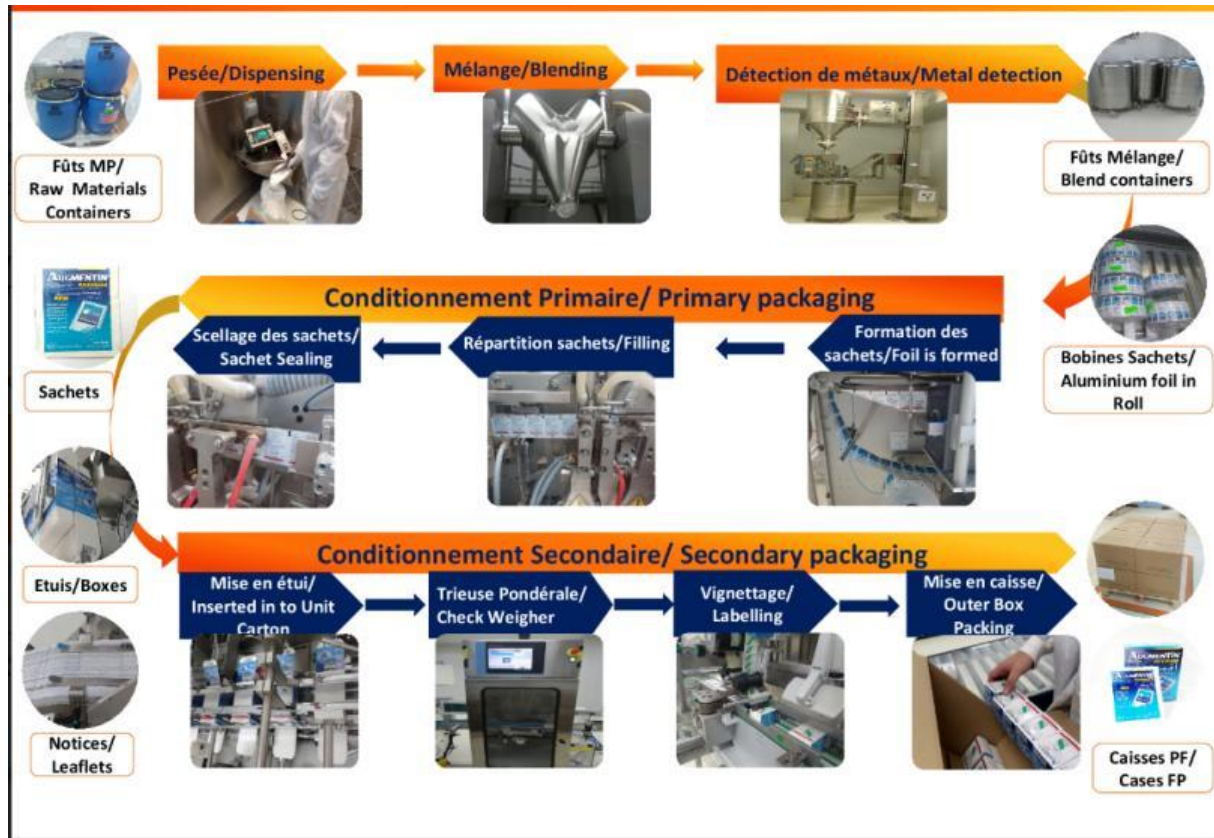 Pesée/Dispensing
Mélange/Blending
Détection de métaux/Metal detection
Fûts MP/
Raw Materials
Containers
Fûts Mélange/
Blend containers
Conditionnement Primaire/ Primary packaging
Scellage des sachets/
Sachet Sealing
Répartition sachets/Filling
Formation des
sachets/Foil is formed
Bobines Sachets/
Aluminium foil in
Roll
AUGMENTIN
Sachets
Conditionnement Secondaire/ Secondary packaging
Etuis/Boxes
Mise en étui/
Inserted in to Unit
Carton
Trieuse Pondérale/
Check Weigher
Vignettage/
Labelling
Mise en caisse/
Outer Box
Packing
Notices/
Leaflets
AUGMENTIN
Caisses PF/
Cases FP